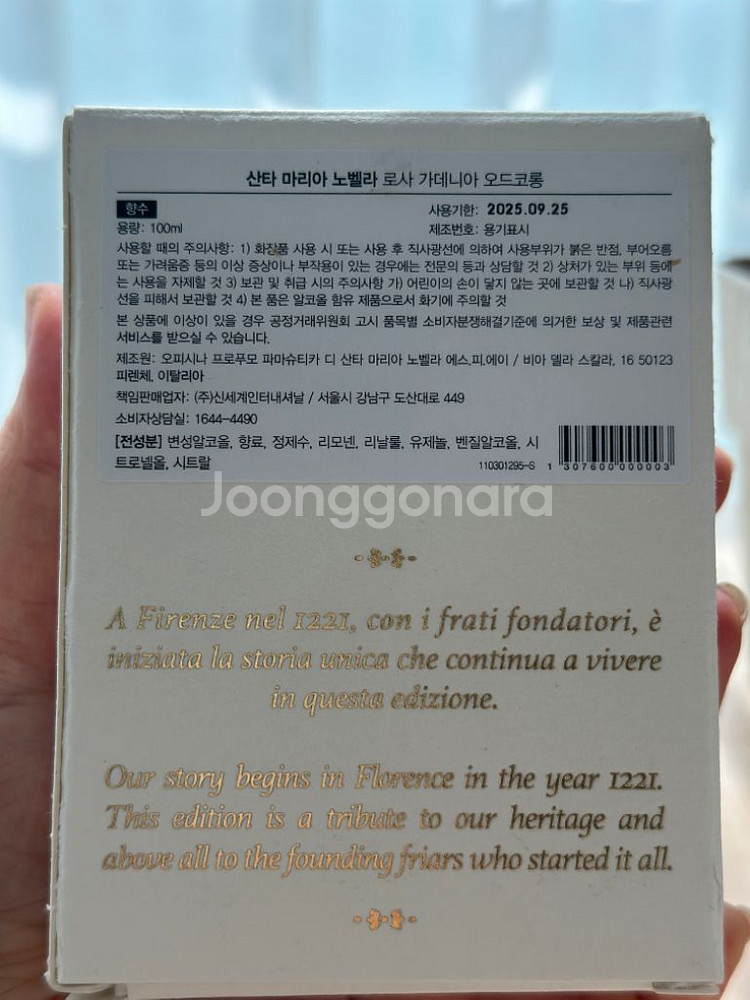 산타 마리아 노벨라 로사 가데니아 오드코롱
향수
사용기한: 2025.09.25
용량: 100ml
제조번호: 용기표시
사용할 때의 주의사항: 1) 화장품 사용 시 또는 사용 후 직사광선에 의하여 사용부위가 붉은 반점, 부어오름
또는 가려움증 등의 이상 증상이나 부작용이 있는 경우에는 전문의 등과 상담할 것 2) 상처가 있는 부위 등에
는 사용을 자제할 것 3) 보관 및 취급 시의 주의사항 가) 어린이의 손이 닿지 않는 곳에 보관할 것 나) 직사광
선을 피해서 보관할 것 4) 본 품은 알코올 함유 제품으로서 화기에 주의할 것
본 상품에 이상이 있을 경우 공정거래위원회 고시 품목별 소비자분쟁해결기준에 의거한 보상 및 제품관련
서비스를 받으실 수 있습니다.
제조원: 오피시나 프로푸모 파마슈티카 디 산타 마리아 노벨라 에스.피.에이 / 비아 델라 스칼라, 16 50123
피렌체, 이탈리아
책임판매업자: (주)신세계인터내셔날 / 서울시 강남구 도산대로 449
소비자상담실: 1644-4490
[전성분] 변성알코올, 향료, 정제수, 리모넨, 리날룰, 유제놀, 벤질알코올, 시
트로넬올, 시트랄
110301295-S
1 307600 000003
Joonggonara
A Firenze nel 1221, con i frati fondatori, è
iniziata la storia unica che continua a vivere
in questa edizione.
Our story begins in Florence in the year 1221.
This edition is a tribute to our heritage and
above all to the founding friars who started it all.